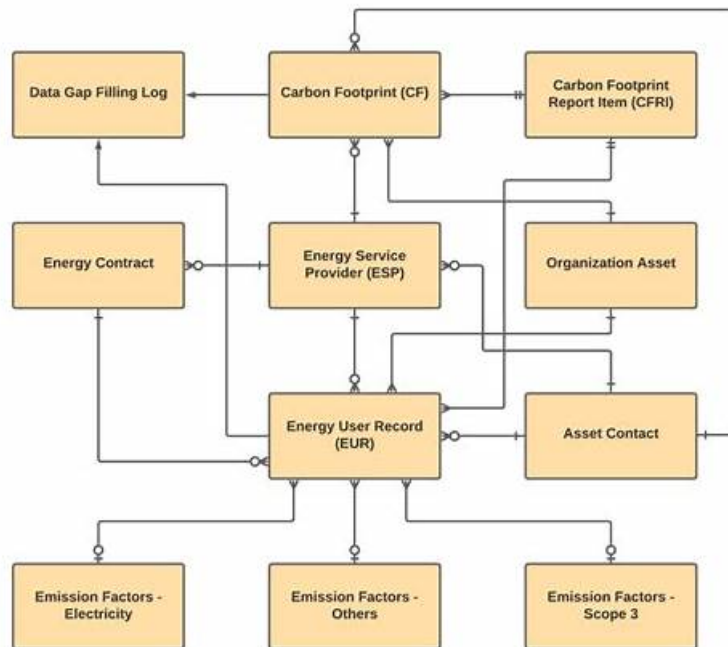 Data Gap Filling Log
Carbon Footprint (CF)
Carbon Footprint
Report Item (CFRI)
Energy Contract
Energy Service
Provider (ESP)
Organization Asset
Energy User Record
(EUR)
Asset Contact
Emission Factors -
Electricity
Emission Factors -
Others
Emission Factors -
Scope 3